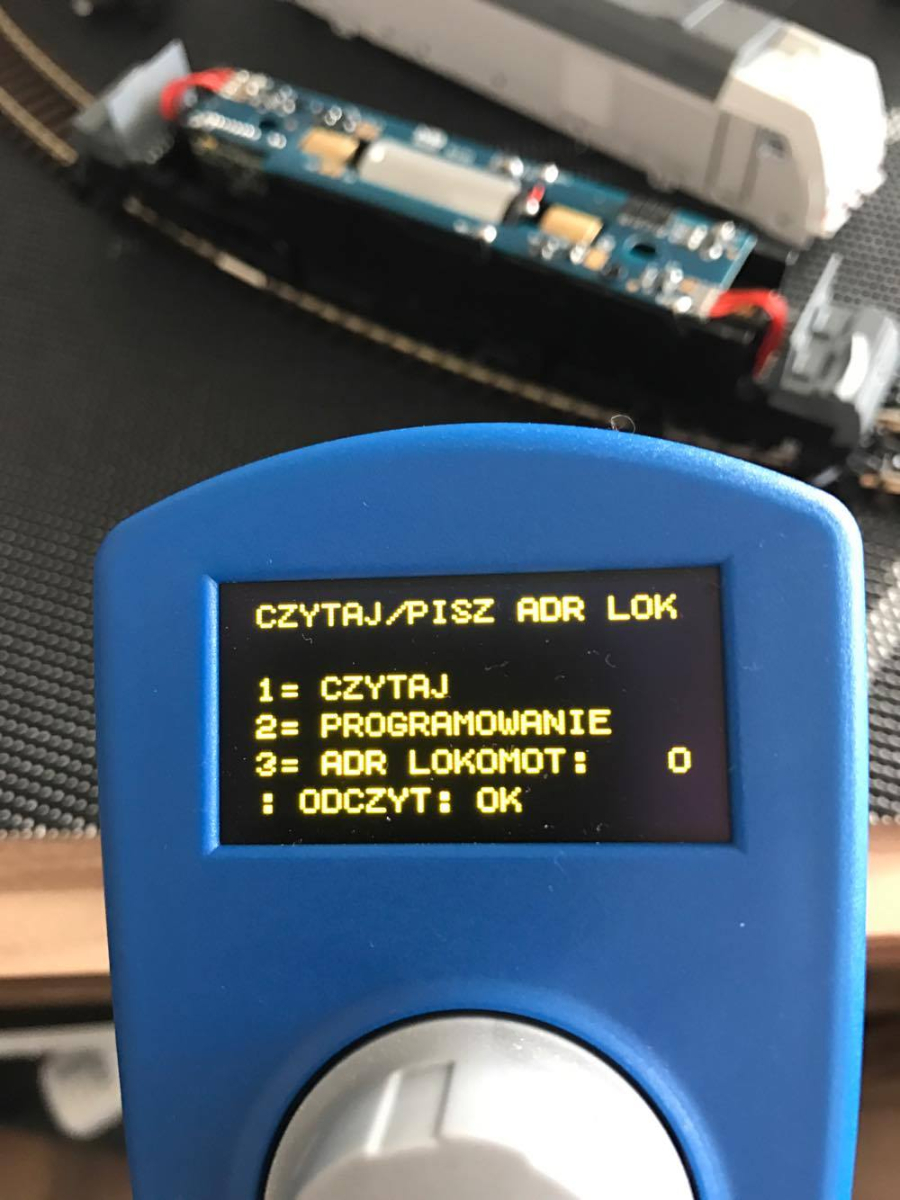 CZYTAJ/PISZ ADR LOK
1= CZYTAJ
2= PROGRAMOWANIE
3= ADR LOKOMOT: 0
: ODCZYT: OK